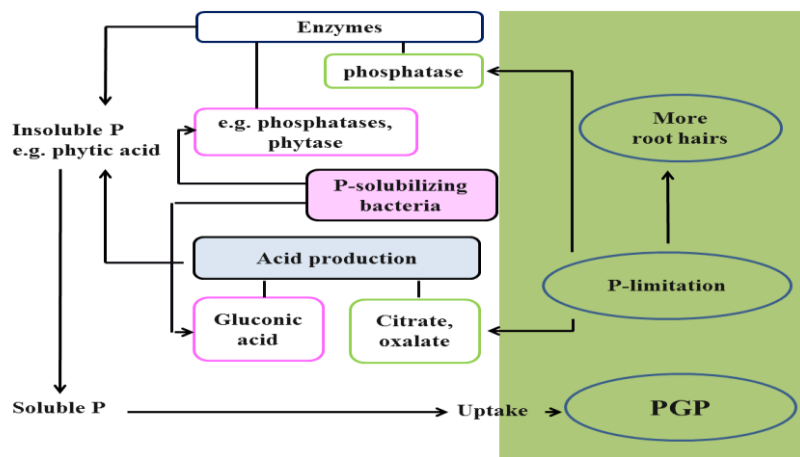 Enzymes
phosphatase
e.g. phosphatases,
phytase
More
root hairs
Insoluble P
e.g. phytic acid
P-solubilizing
bacteria
Acid production
P-limitation
Gluconic
acid
Citrate,
oxalate
Soluble P
Uptake
PGP